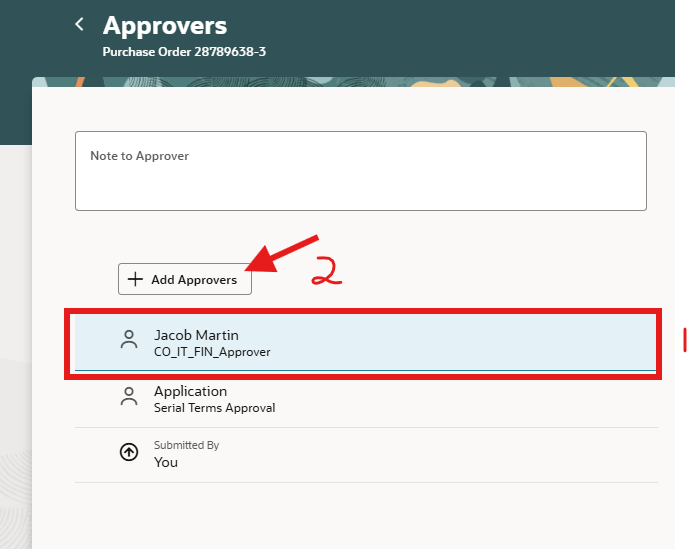 Approvers
Purchase Order 28789638-3
Note to Approver
Add Approvers
2
Jacob Martin
CO_IT_FIN_Approver
1
Application
Serial Terms Approval
Submitted By
You